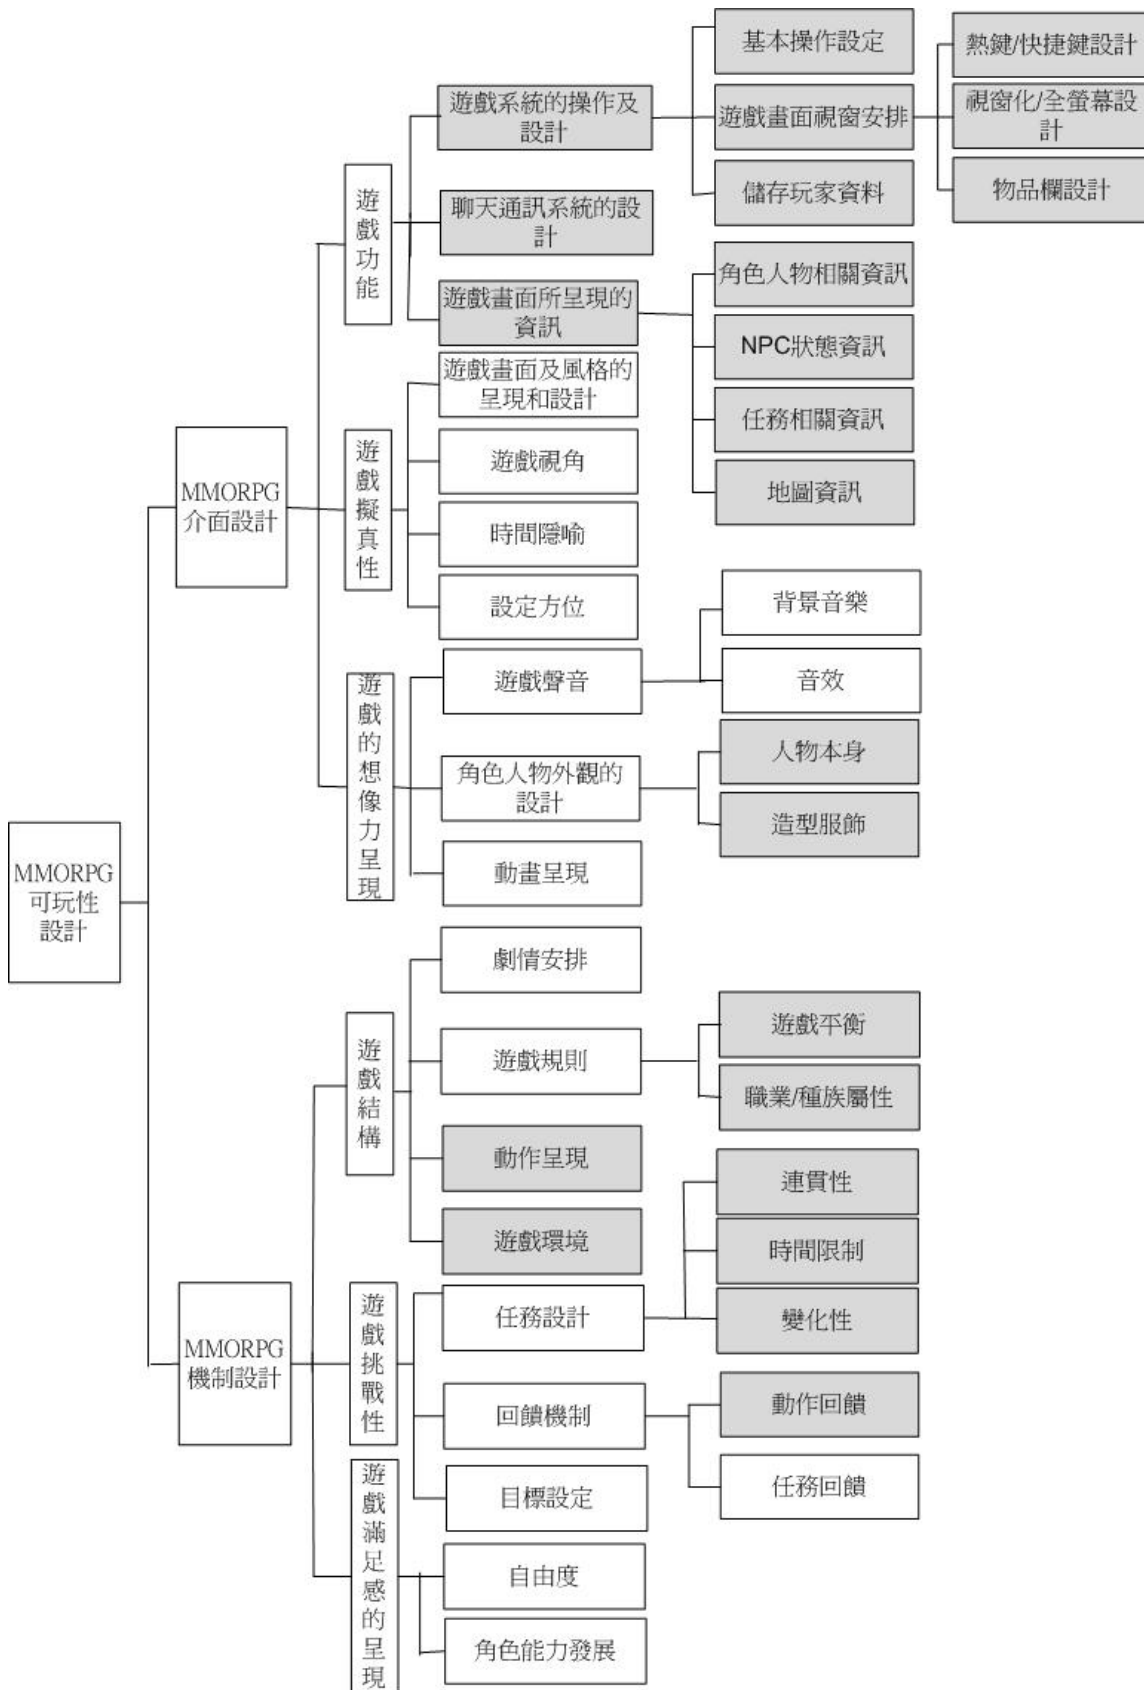 MMORPG
可玩性
設計
MMORPG
介面設計
遊戲功能
遊戲系統的操作及
設計
基本操作設定
遊戲畫面視窗安排
熱鍵/快捷鍵設計
視窗化/全螢幕設
計
物品欄設計
儲存玩家資料
聊天通訊系統的設
計
遊戲畫面所呈現的
資訊
角色人物相關資訊
NPC狀態資訊
任務相關資訊
地圖資訊
遊戲擬真性
遊戲畫面及風格的
呈現和設計
遊戲視角
時間隱喻
設定方位
遊戲的想像力呈現
遊戲聲音
背景音樂
音效
角色人物外觀的
設計
人物本身
造型服飾
動畫呈現
MMORPG
機制設計
遊戲結構
劇情安排
遊戲規則
遊戲平衡
職業/種族屬性
動作呈現
遊戲環境
遊戲挑戰性
任務設計
連貫性
時間限制
變化性
回饋機制
動作回饋
任務回饋
目標設定
遊戲滿足感的呈現
自由度
角色能力發展